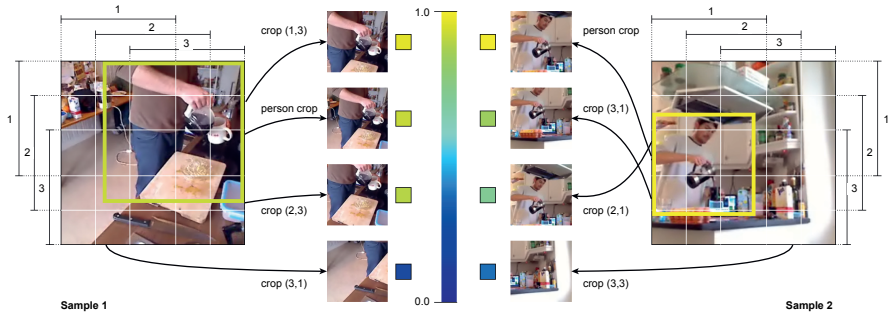 1
2
3
1
2
3
crop (1,3)
person crop
crop (2,3)
crop (3,1)
Sample 1
1.0
0.0
person crop
crop (3,1)
crop (2,1)
crop (3,3)
1
2
3
1
2
3
Sample 2